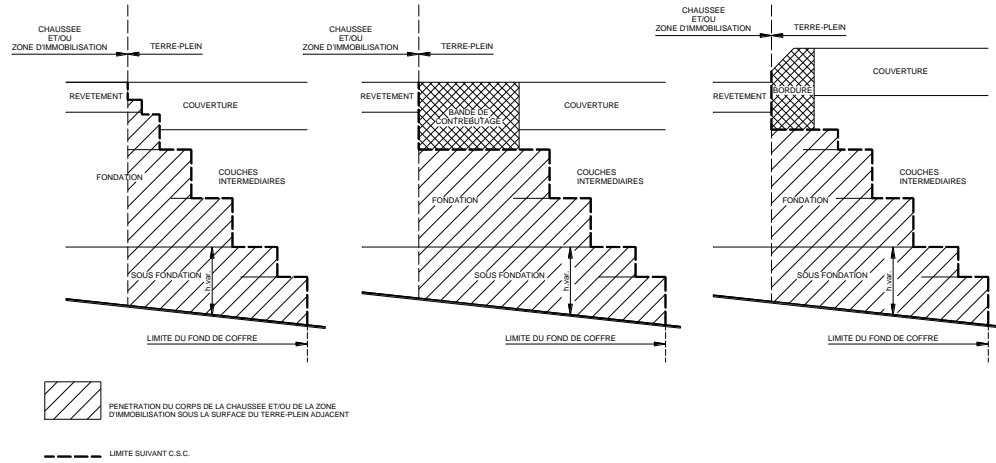 CHAUSSEE
ET/OU
ZONE D'IMMOBILISATION
TERRE-PLEIN
REVETEMENT
COUVERTURE
FONDATION
COUCHES
INTERMEDIAIRES
SOUS FONDATION
h.var.
LIMITE DU FOND DE COFFRE
CHAUSSEE
ET/OU
ZONE D'IMMOBILISATION
TERRE-PLEIN
REVETEMENT
BANDE DE
CONTREBUTAGE
COUVERTURE
FONDATION
COUCHES
INTERMEDIAIRES
SOUS FONDATION
h.var.
LIMITE DU FOND DE COFFRE
CHAUSSEE
ET/OU
ZONE D'IMMOBILISATION
TERRE-PLEIN
REVETEMENT
BORDURE
COUVERTURE
FONDATION
COUCHES
INTERMEDIAIRES
SOUS FONDATION
h.var.
LIMITE DU FOND DE COFFRE
PENETRATION DU CORPS DE LA CHAUSSEE ET/OU DE LA ZONE
D'IMMOBILISATION SOUS LA SURFACE DU TERRE-PLEIN ADJACENT
LIMITE SUIVANT C.S.C.